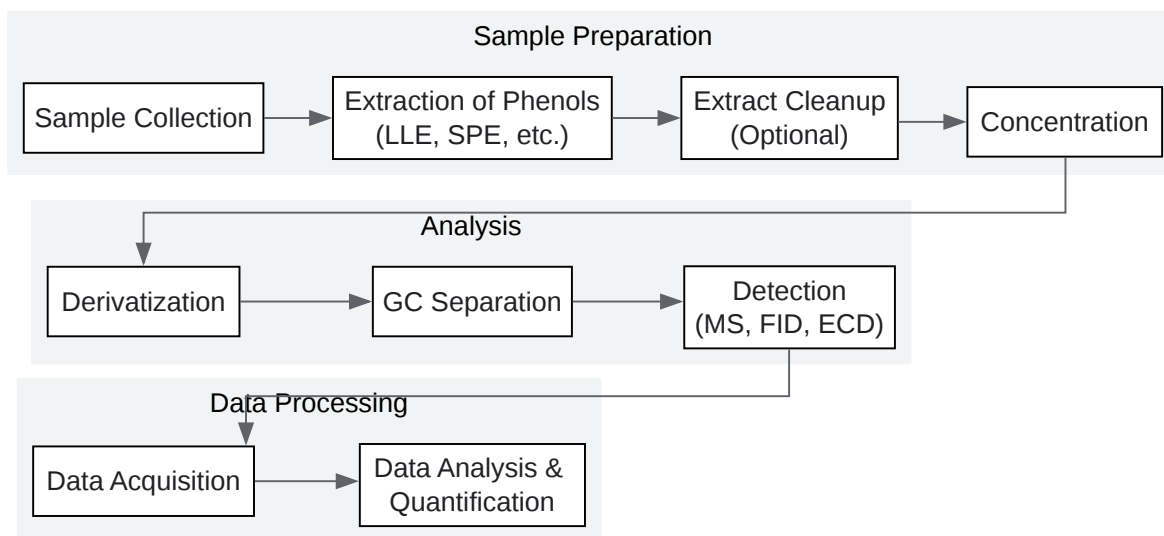 Sample Preparation
Sample Collection
Extraction of Phenols
(LLE, SPE, etc.)
Extract Cleanup
(Optional)
Concentration
Analysis
Derivatization
GC Separation
Detection
(MS, FID, ECD)
Data Processing
Data Acquisition
Data Analysis &
Quantification